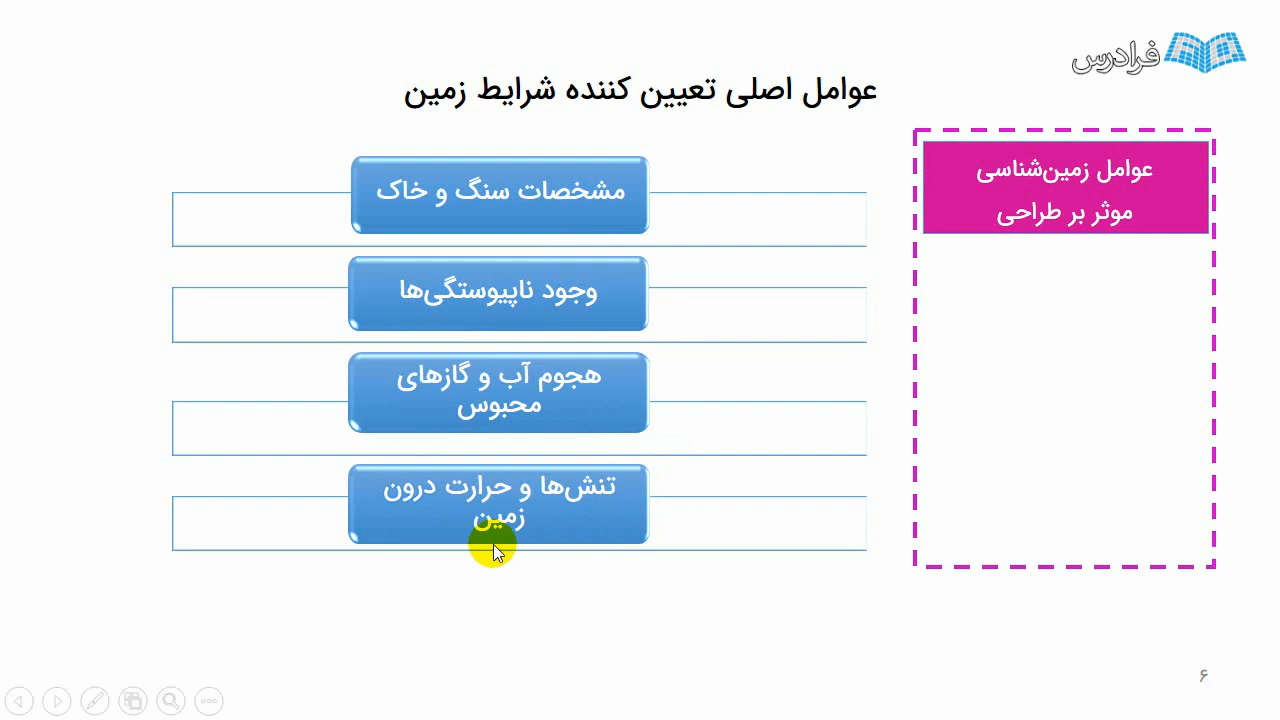 فرادرس
عوامل اصلی تعیین کننده شرایط زمین
عوامل زمین‌شناسی
موثر بر طراحی
مشخصات سنگ و خاک
وجود ناپیوستگی‌ها
هجوم آب و گازهای
محبوس
تنش‌ها و حرارت درون
زمین
۶